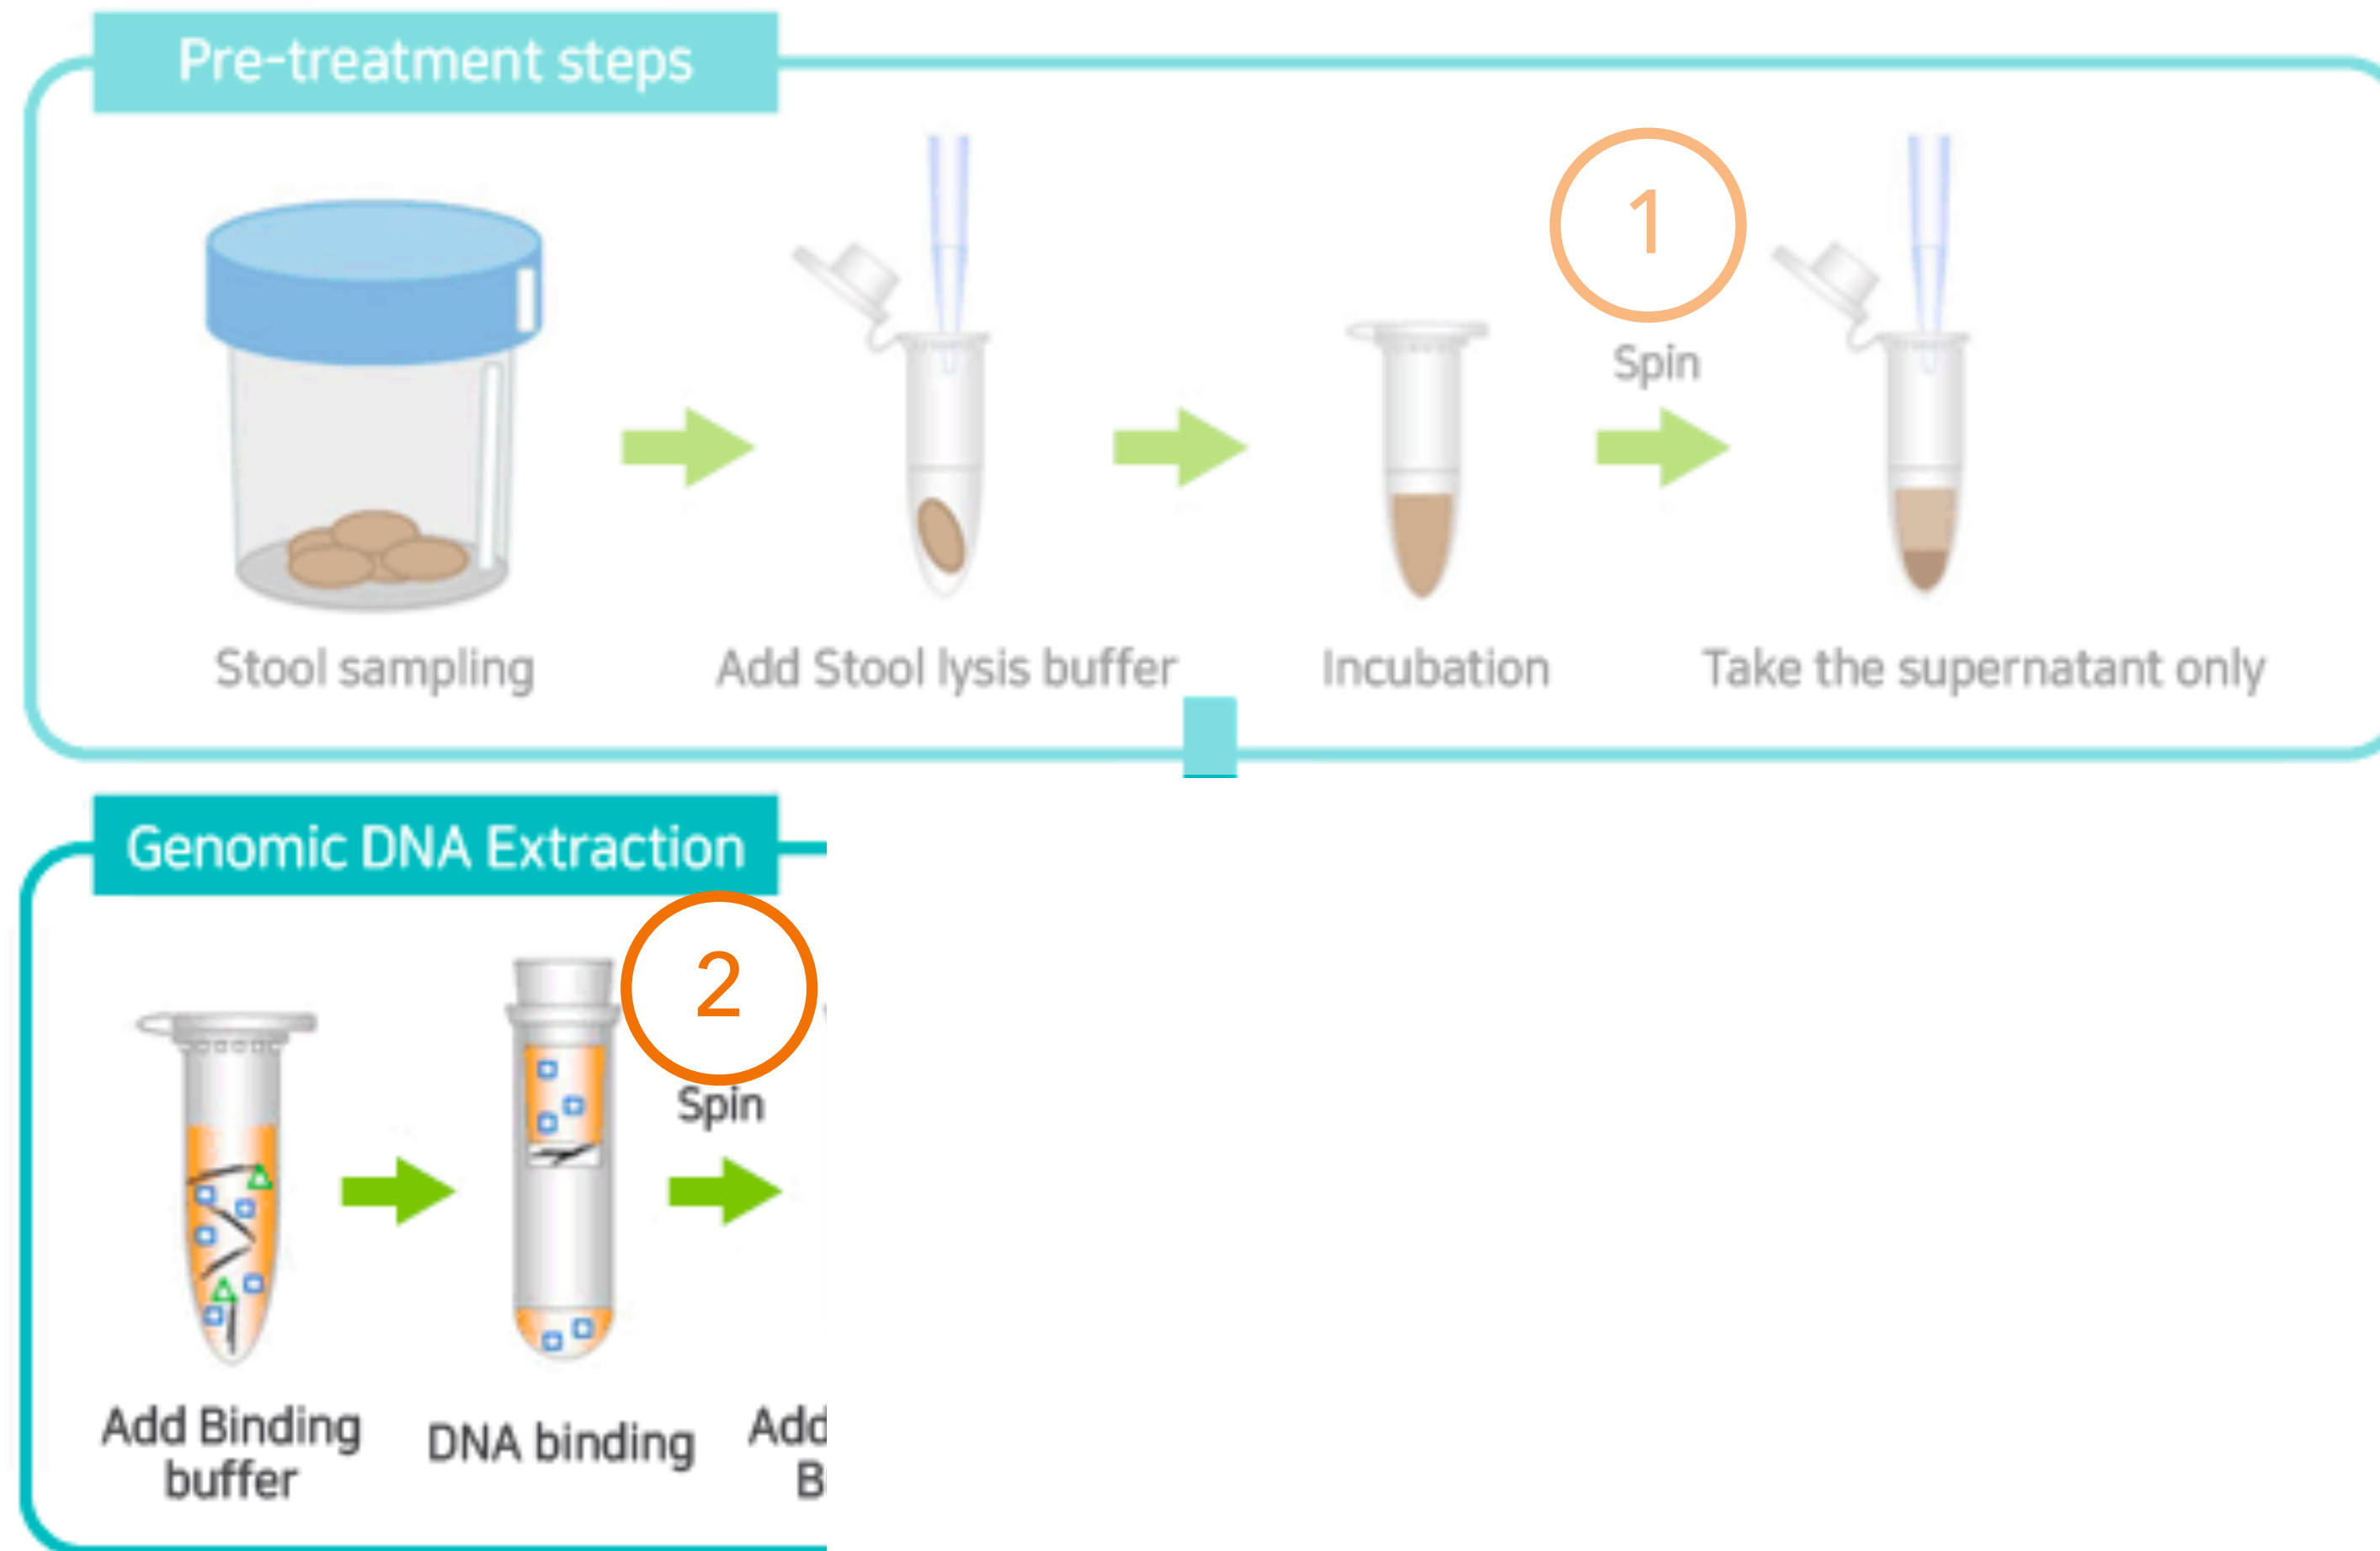 Pre-treatment steps
1
Spin
Stool sampling
Add Stool lysis buffer
Incubation
Take the supernatant only
Genomic DNA Extraction
2
Spin
Add Binding
buffer
DNA binding
Add
B